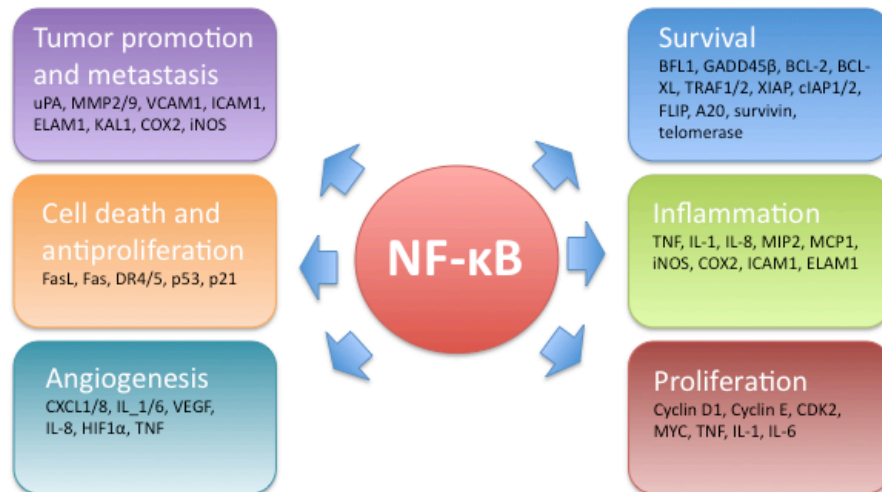 Tumor promotion
and metastasis
uPA, MMP2/9, VCAM1, ICAM1,
ELAM1, KAL1, COX2, iNOS
Cell death and
antiproliferation
FasL, Fas, DR4/5, p53, p21
Angiogenesis
CXCL1/8, IL_1/6, VEGF,
IL-8, HIF1α, TNF
NF-κB
Survival
BFL1, GADD45β, BCL-2, BCL-
XL, TRAF1/2, XIAP, cIAP1/2,
FLIP, A20, survivin,
telomerase
Inflammation
TNF, IL-1, IL-8, MIP2, MCP1,
iNOS, COX2, ICAM1, ELAM1
Proliferation
Cyclin D1, Cyclin E, CDK2,
MYC, TNF, IL-1, IL-6